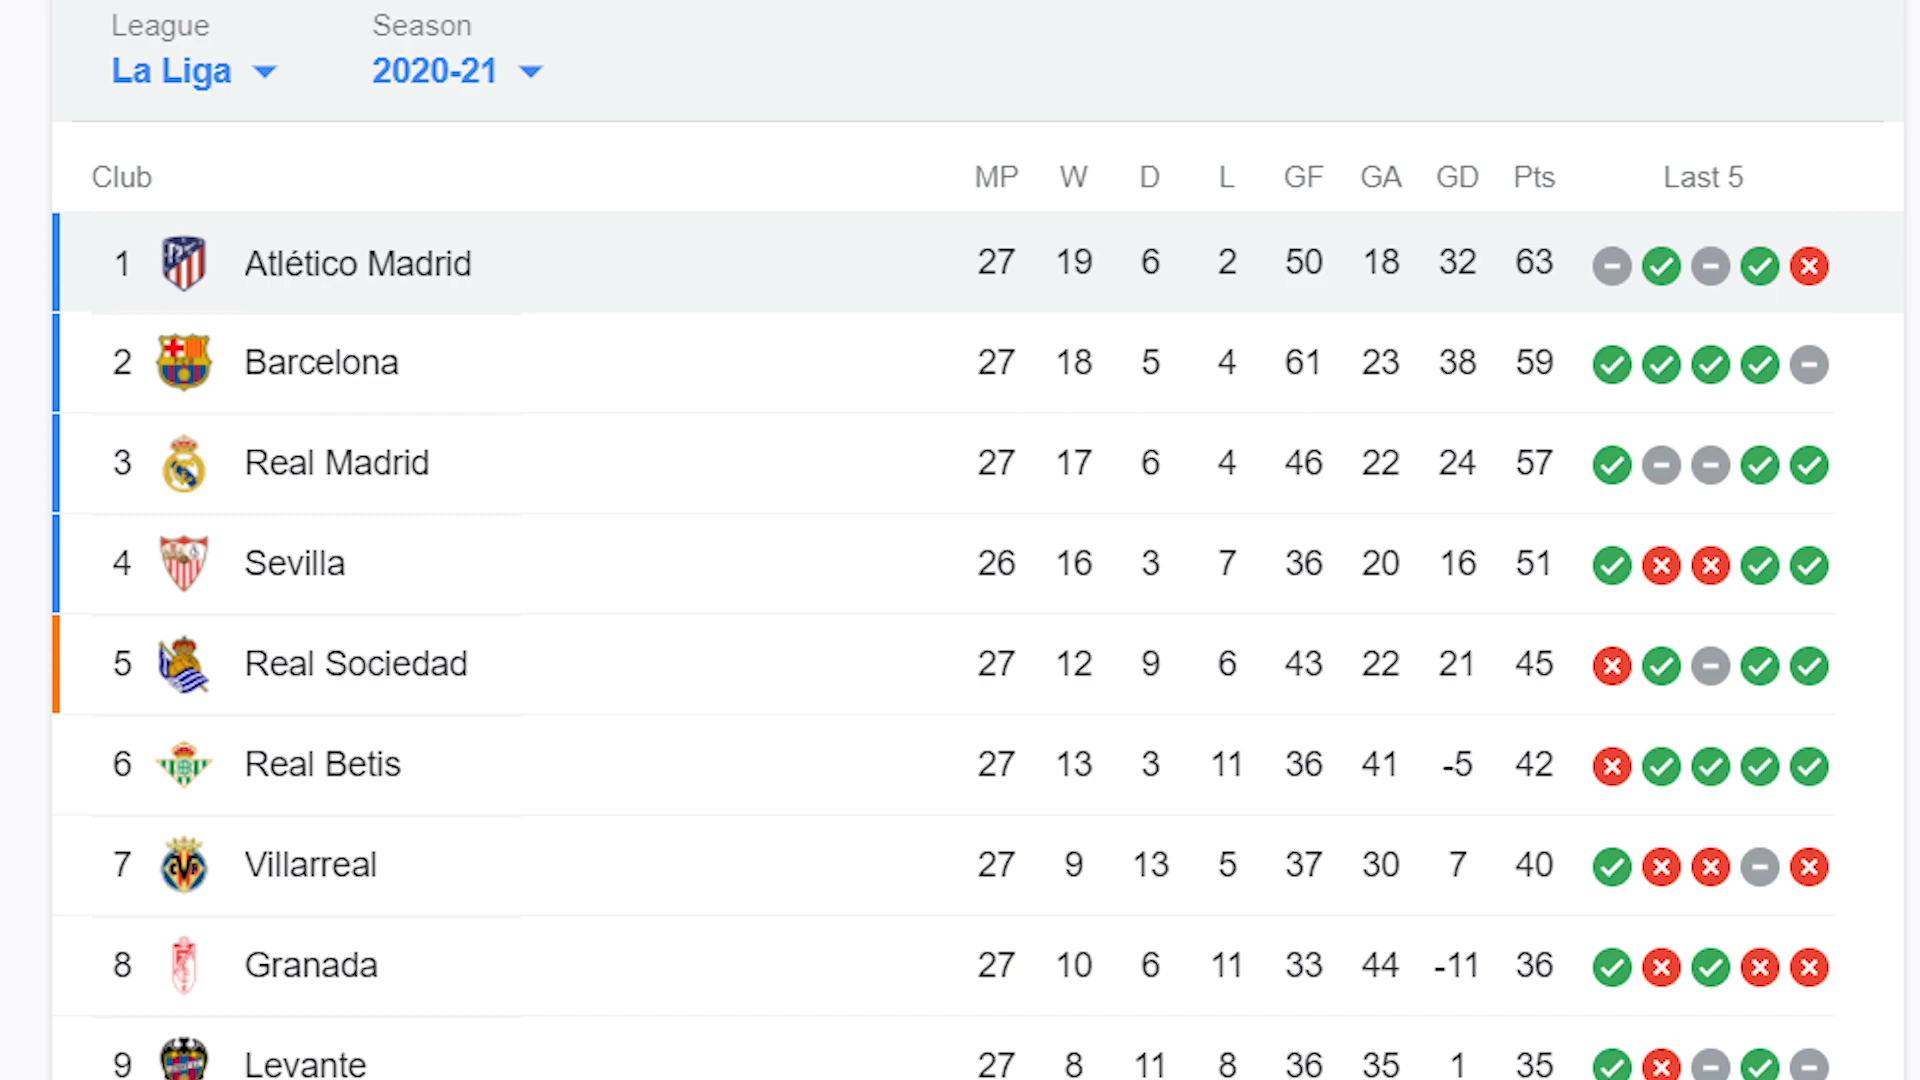 League Season
La Liga 2020-21
Club MP W D L GF GA GD Pts Last 5
1 Atlético Madrid 27 19 6 2 50 18 32 63
2 Barcelona 27 18 5 4 61 23 38 59
3 Real Madrid 27 17 6 4 46 22 24 57
4 Sevilla 26 16 3 7 36 20 16 51
5 Real Sociedad 27 12 9 6 43 22 21 45
6 Real Betis 27 13 3 11 36 41 -5 42
7 Villarreal 27 9 13 5 37 30 7 40
8 Granada 27 10 6 11 33 44 -11 36
9 Levante 27 8 11 8 36 35 1 35